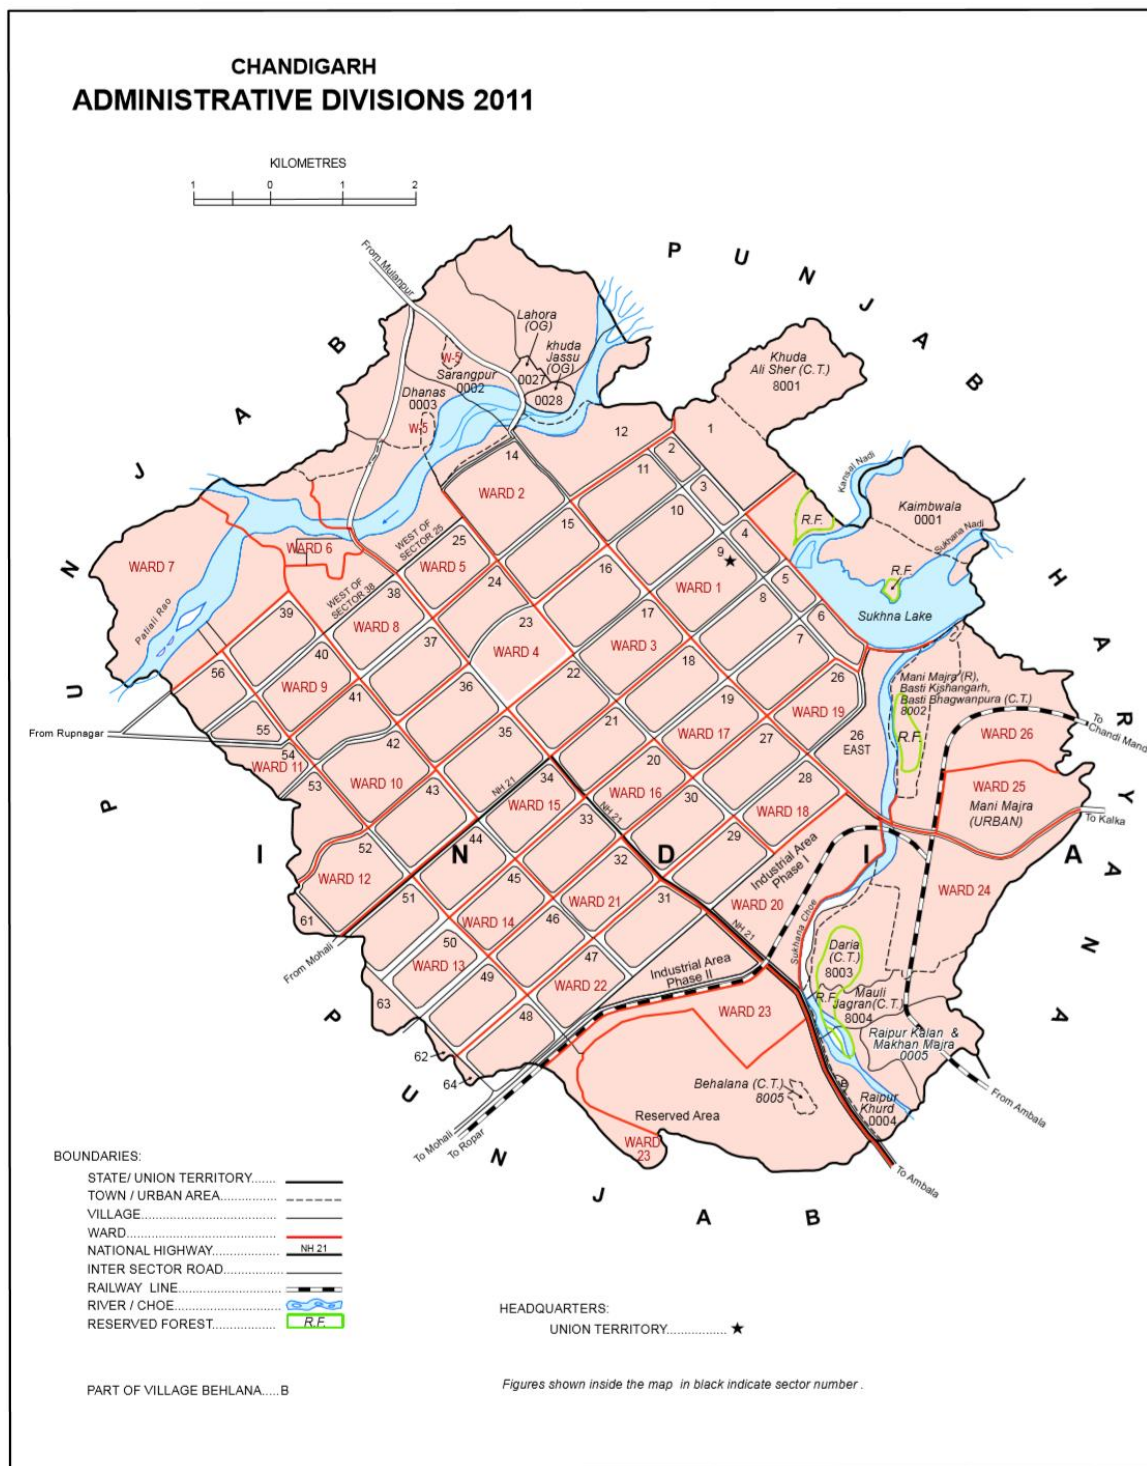 CHANDIGARH
ADMINISTRATIVE DIVISIONS 2011
KILOMETRES
1 0 1 2
PUNJAB
HARYANA
PUNJAB
PUNJAB
INDIA
From Mulanpur
Lahora
(OG)
khuda
Jassu
(OG)
0027
0028
W-5
Sarangpur
0002
Dhanas
0003
W-5
Khuda
Ali Sher (C.T.)
8001
Kansal Nadi
Kaimbwala
0001
Sukhana Nadi
R.F.
R.F.
Sukhna Lake
12
1
2
11
3
14
WARD 2
10
4
15
9
WEST OF
SECTOR 25
25
WARD 5
24
16
WARD 1
5
8
6
WARD 7
WARD 6
WEST OF
SECTOR 38
38
WARD 8
23
WARD 4
17
WARD 3
7
Patiali Rao
39
37
22
18
26
40
WARD 9
41
36
19
WARD 19
26
EAST
56
35
21
WARD 17
27
Mani Majra (R),
Basti Kishangarh,
Basti Bhagwanpura (C.T.)
8002
R.F.
To
Chandi Mand
WARD 26
From Rupnagar
55
54
WARD 11
53
42
WARD 10
43
34
NH 21
WARD 15
NH 21
20
WARD 16
30
28
WARD 18
WARD 25
Mani Majra
(URBAN)
To Kalka
44
33
29
52
WARD 12
32
Industrial Area
Phase I
51
45
WARD 21
31
WARD 20
WARD 24
61
From Mohali
50
WARD 14
46
NH 21
Sukhana Choe
Daria
(C.T.)
8003
WARD 13
49
47
WARD 22
Industrial Area
Phase II
63
48
WARD 23
R.F.
Mauli
Jagran(C.T.)
8004
Raipur Kalan &
Makhan Majra
0005
62
64
Behalana (C.T.)
8005
B
Raipur
Khurd
0004
From Ambala
Reserved Area
WARD
23
To Mohali
To Ropar
To Ambala
BOUNDARIES:
STATE/ UNION TERRITORY.......
TOWN / URBAN AREA...............
VILLAGE........................................
WARD............................................
NATIONAL HIGHWAY.................. NH 21
INTER SECTOR ROAD.................
RAILWAY LINE..............................
RIVER / CHOE...............................
RESERVED FOREST.................. R.F.
HEADQUARTERS:
UNION TERRITORY................. ★
PART OF VILLAGE BEHLANA.....B
Figures shown inside the map in black indicate sector number .